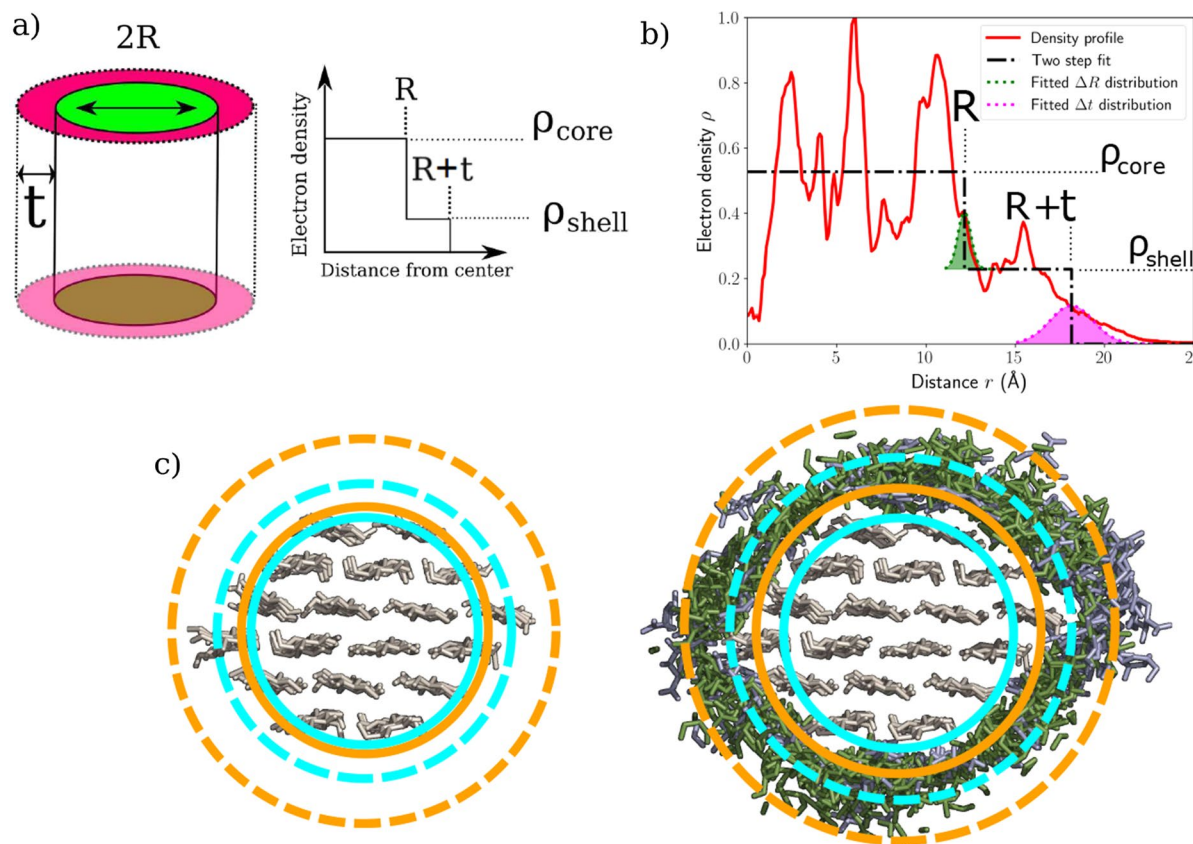 a)
2R
t
Electron density
R
R+t
ρcore
ρshell
Distance from center
b)
Density profile
Two step fit
Fitted ΔR distribution
Fitted Δt distribution
Electron density ρ
1.0
0.8
0.6
0.4
0.2
0.0
R
ρcore
R+t
ρshell
0 5 10 15 20 25
Distance r (Å)
c)